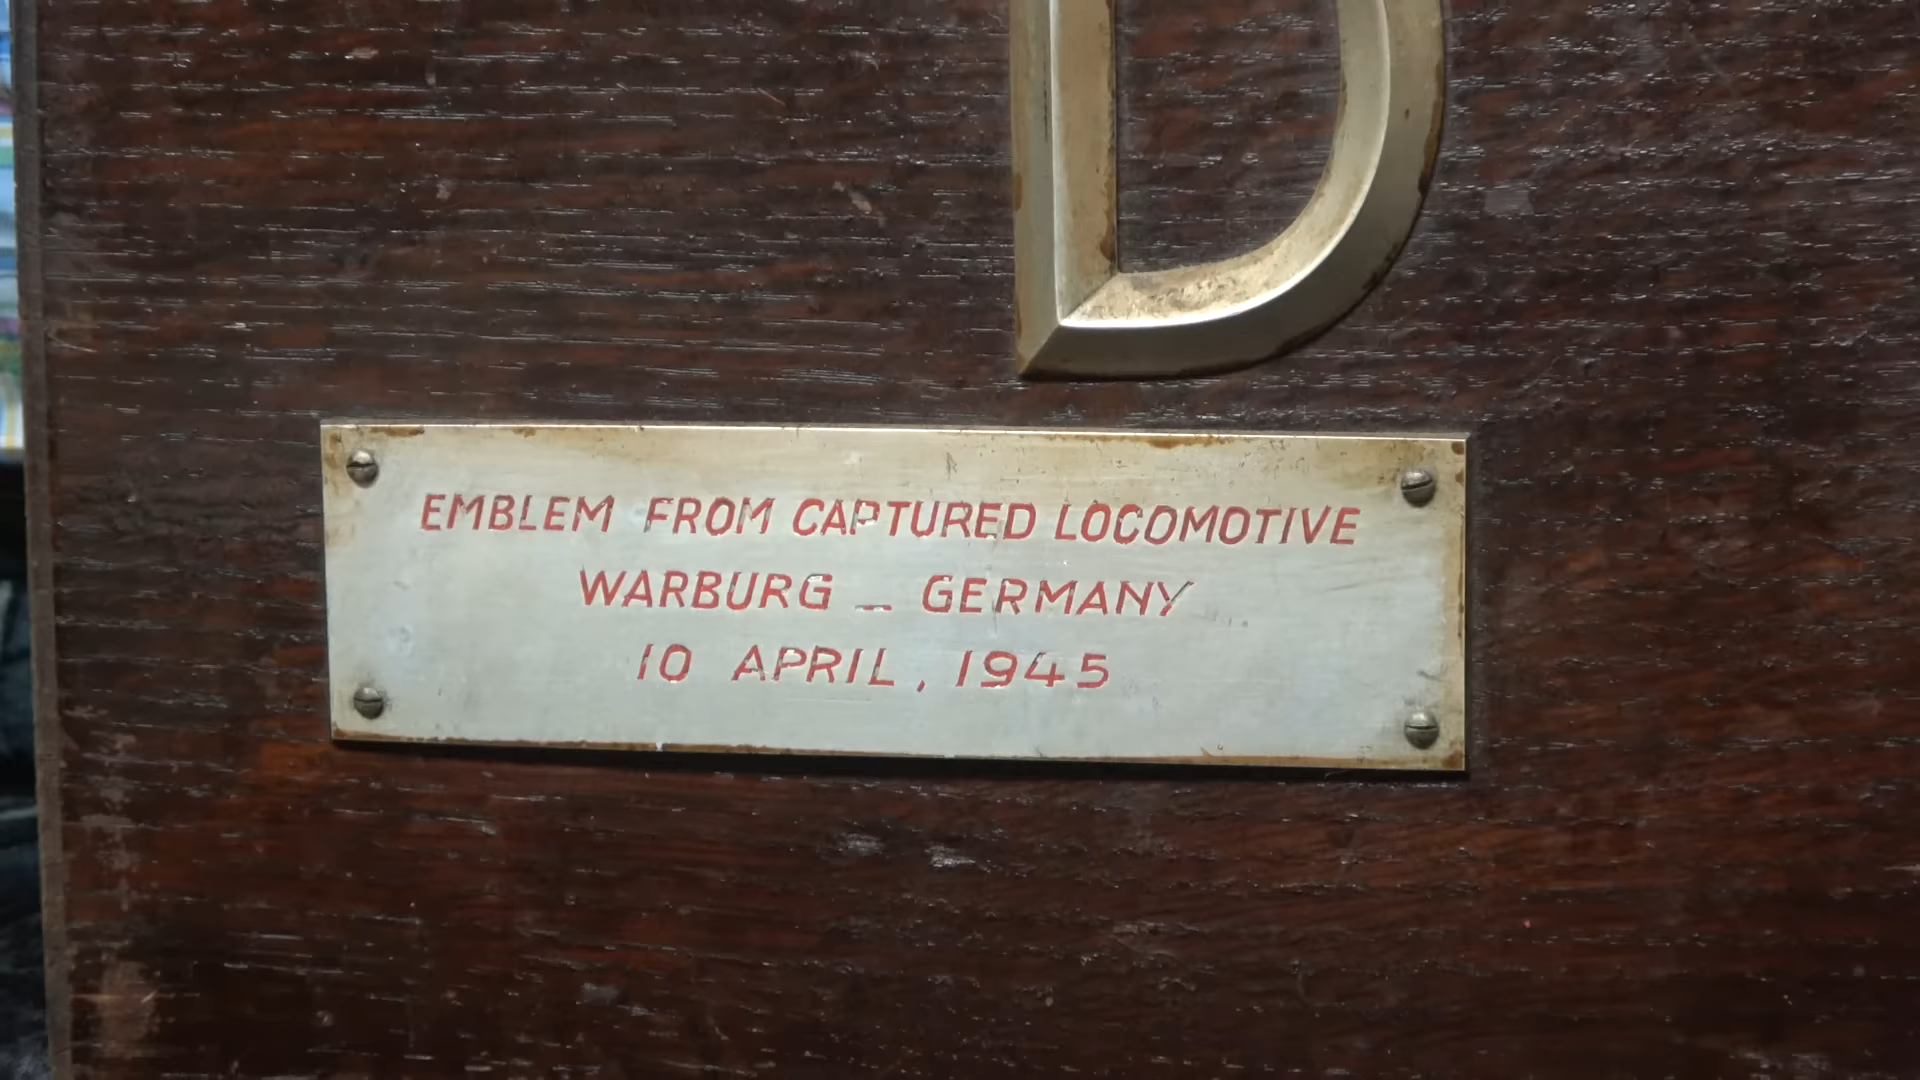 D
EMBLEM FROM CAPTURED LOCOMOTIVE
WARBURG _ GERMANY
10 APRIL, 1945